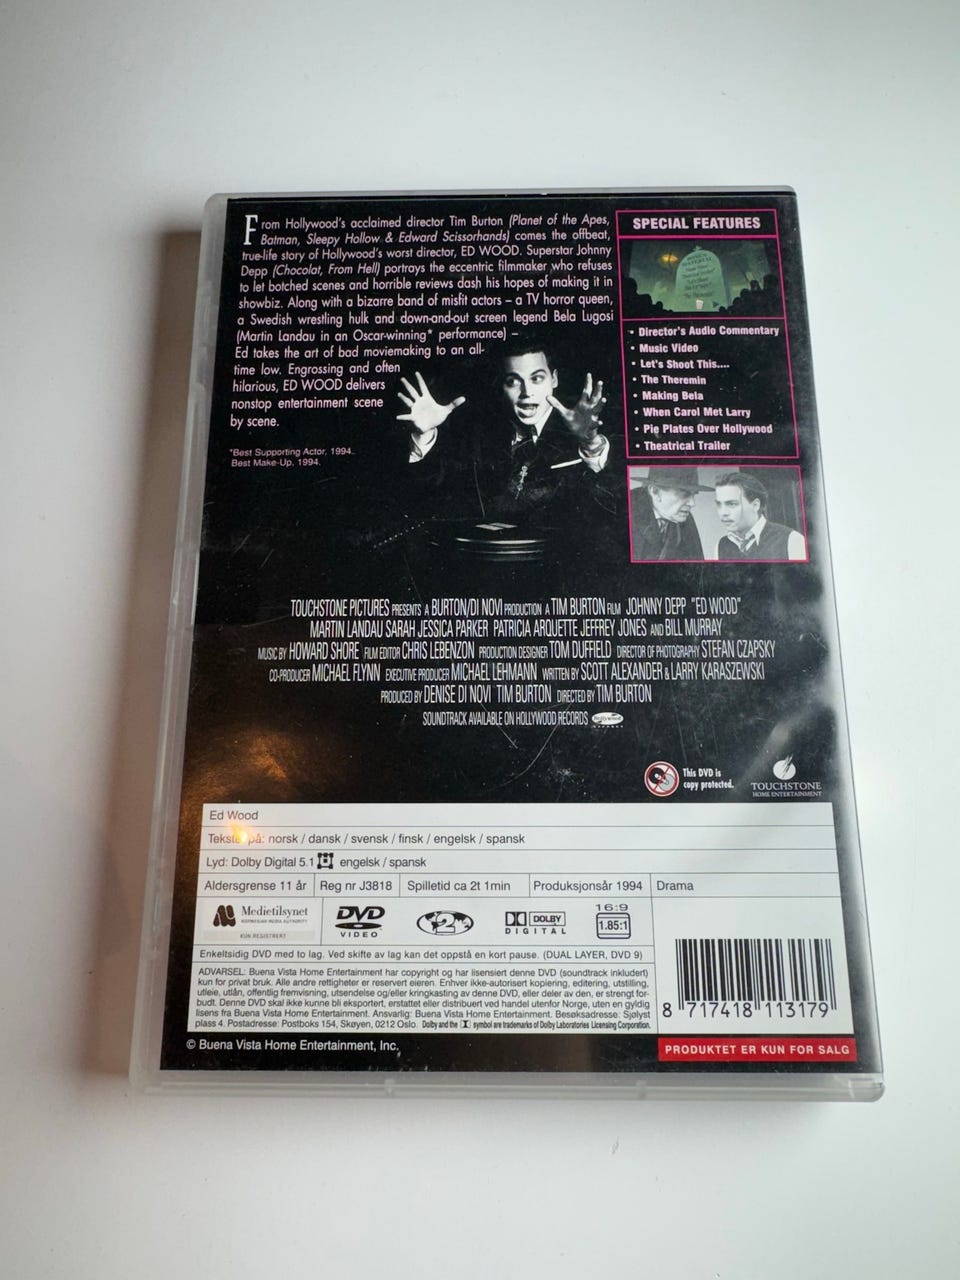 From Hollywood's acclaimed director Tim Burton (Planet of the Apes,
Batman, Sleepy Hollow & Edward Scissorhands) comes the offbeat,
true-life story of Hollywood's worst director, ED WOOD. Superstar Johnny
Depp (Chocolat, From Hell) portrays the eccentric filmmaker who refuses
to let botched scenes and horrible reviews dash his hopes of making it in
showbiz. Along with a bizarre band of misfit actors – a TV horror queen,
a Swedish wrestling hulk and down-and-out screen legend Bela Lugosi
(Martin Landau in an Oscar-winning* performance) –
Ed takes the art of bad moviemaking to an all-
time low. Engrossing and often
hilarious, ED WOOD delivers
nonstop entertainment scene
by scene.
*Best Supporting Actor, 1994.
Best Make-Up, 1994.
SPECIAL FEATURES
• Director's Audio Commentary
• Music Video
• Let's Shoot This....
• The Theremin
• Making Bela
• When Carol Met Larry
• Pie Plates Over Hollywood
• Theatrical Trailer
TOUCHSTONE PICTURES PRESENTS A BURTON/DI NOVI PRODUCTION A TIM BURTON FILM JOHNNY DEPP "ED WOOD"
MARTIN LANDAU SARAH JESSICA PARKER PATRICIA ARQUETTE JEFFREY JONES AND BILL MURRAY
MUSIC BY HOWARD SHORE FILM EDITOR CHRIS LEBENZON PRODUCTION DESIGNER TOM DUFFIELD DIRECTOR OF PHOTOGRAPHY STEFAN CZAPSKY
CO-PRODUCER MICHAEL FLYNN EXECUTIVE PRODUCER MICHAEL LEHMANN WRITTEN BY SCOTT ALEXANDER & LARRY KARASZEWSKI
PRODUCED BY DENISE DI NOVI TIM BURTON DIRECTED BY TIM BURTON
SOUNDTRACK AVAILABLE ON HOLLYWOOD RECORDS Hollywood RECORDS
This DVD is
copy protected.
TOUCHSTONE
HOME ENTERTAINMENT
Ed Wood
Tekstet på: norsk / dansk / svensk / finsk / engelsk / spansk
Lyd: Dolby Digital 5.1 engelsk / spansk
Aldersgrense 11 år Reg nr J3818 Spilletid ca 2t 1min Produksjonsår 1994 Drama
Medietilsynet
NORWEGIAN MEDIA AUTHORITY
KUN REGISTRERT
DVD
VIDEO
2
DOLBY
DIGITAL
16:9
1.85:1
Enkeltsidig DVD med to lag. Ved skifte av lag kan det oppstå en kort pause. (DUAL LAYER, DVD 9)
ADVARSEL: Buena Vista Home Entertainment har copyright og har lisensiert denne DVD (soundtrack inkludert)
kun for privat bruk. Alle andre rettigheter er reservert eieren. Enhver ikke-autorisert kopiering, editering, utstilling,
utleie, utlån, offentlig fremvisning, utsendelse og/eller kringkasting av denne DVD, eller deler av den, er strengt for-
budt. Denne DVD skal ikke kunne bli eksportert, erstattet eller distribuert ved handel utenfor Norge, uten en gyldig
lisens fra Buena Vista Home Entertainment. Ansvarlig: Buena Vista Home Entertainment. Besøksadresse: Sjølyst
plass 4. Postadresse: Postboks 154, Skøyen, 0212 Oslo. Dolby and the symbol are trademarks of Dolby Laboratories Licensing Corporation.
8 717418 113179
© Buena Vista Home Entertainment, Inc.
PRODUKTET ER KUN FOR SALG